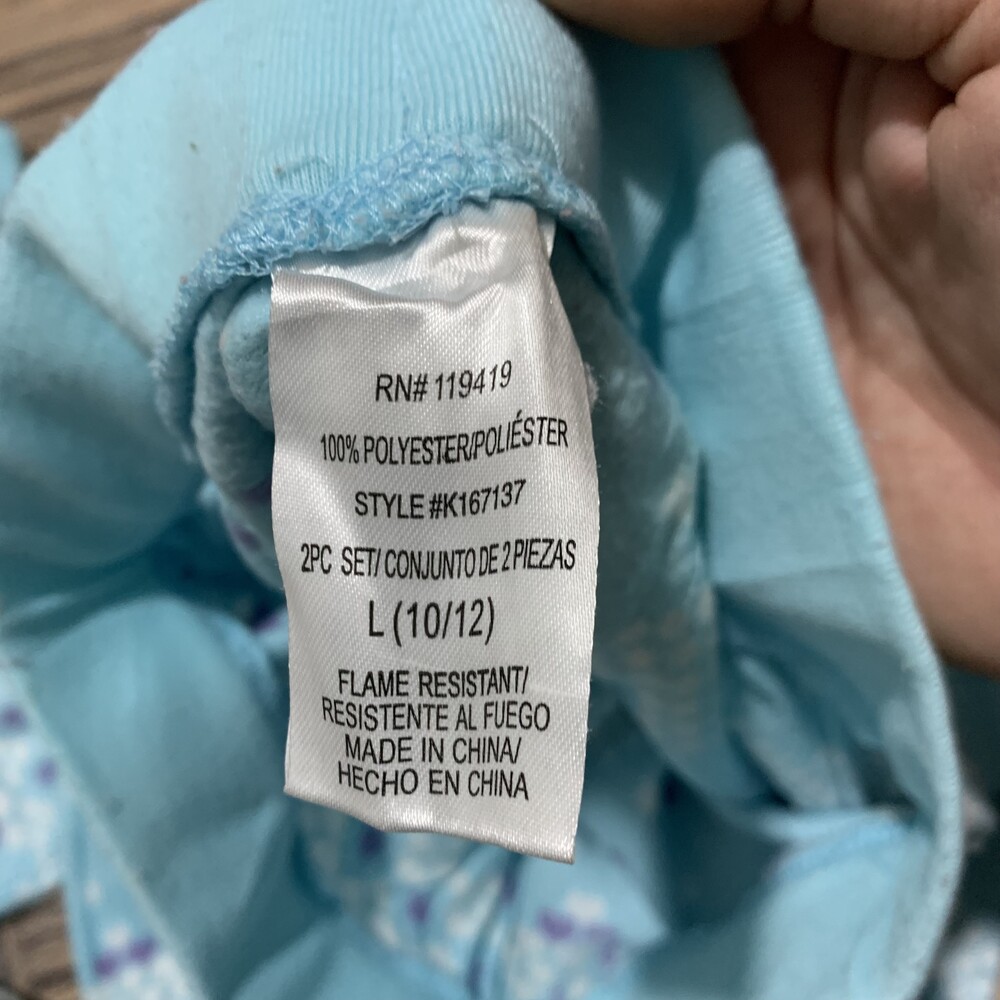 RN# 119419
100% POLYESTER/POLIÉSTER
STYLE #K167137
2PC SET/ CONJUNTO DE 2 PIEZAS
L (10/12)
FLAME RESISTANT/
RESISTENTE AL FUEGO
MADE IN CHINA/
HECHO EN CHINA